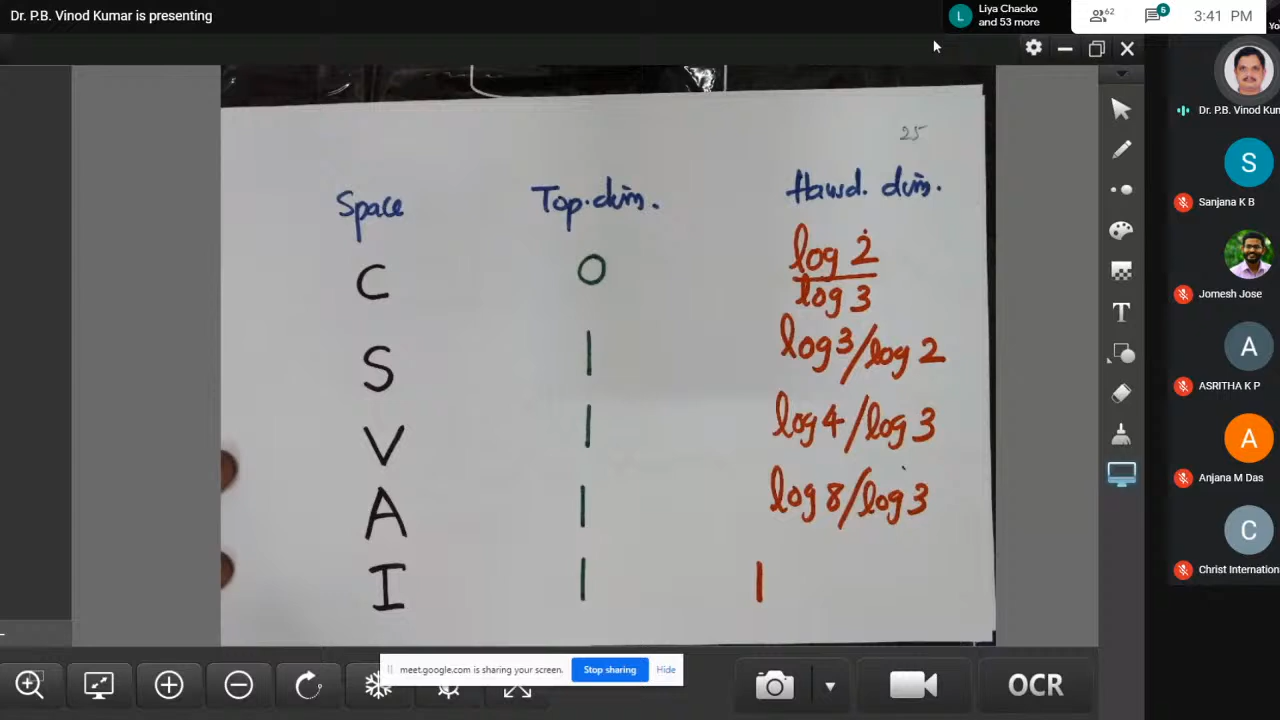 Dr. P.B. Vinod Kumar is presenting
Liya Chacko
and 53 more
62
5
3:41 PM
25
Space Top. dim. Hawd. dim.
C 0 log 2
log 3
S 1 log 3/log 2
V 1 log 4/log 3
A 1 log 8/log 3
I 1 1
meet.google.com is sharing your screen. Stop sharing Hide
OCR
T
L
Dr. P.B. Vinod Kum
S
Sanjana K B
Jomesh Jose
A
ASRITHA K P
A
Anjana M Das
C
Christ Internation